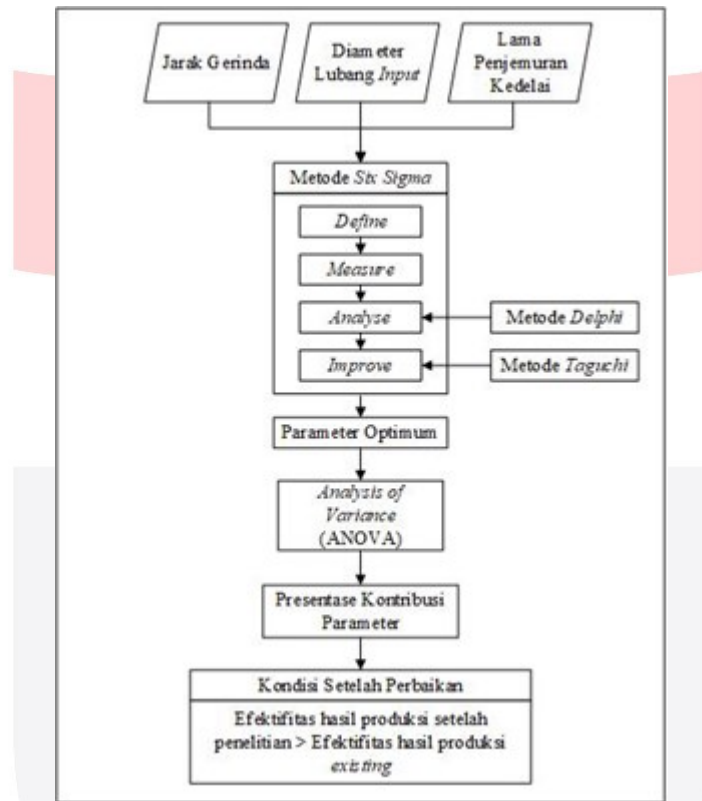 Jarak Gerinda
Diameter
Lubang Input
Lama
Penjemuran
Kedelai
Metode Six Sigma
Define
Measure
Analyse
Metode Delphi
Improve
Metode Taguchi
Parameter Optimum
Analysis of
Variance
(ANOVA)
Presentase Kontribusi
Parameter
Kondisi Setelah Perbaikan
Efektifitas hasil produksi setelah
penelitian > Efektifitas hasil produksi
existing